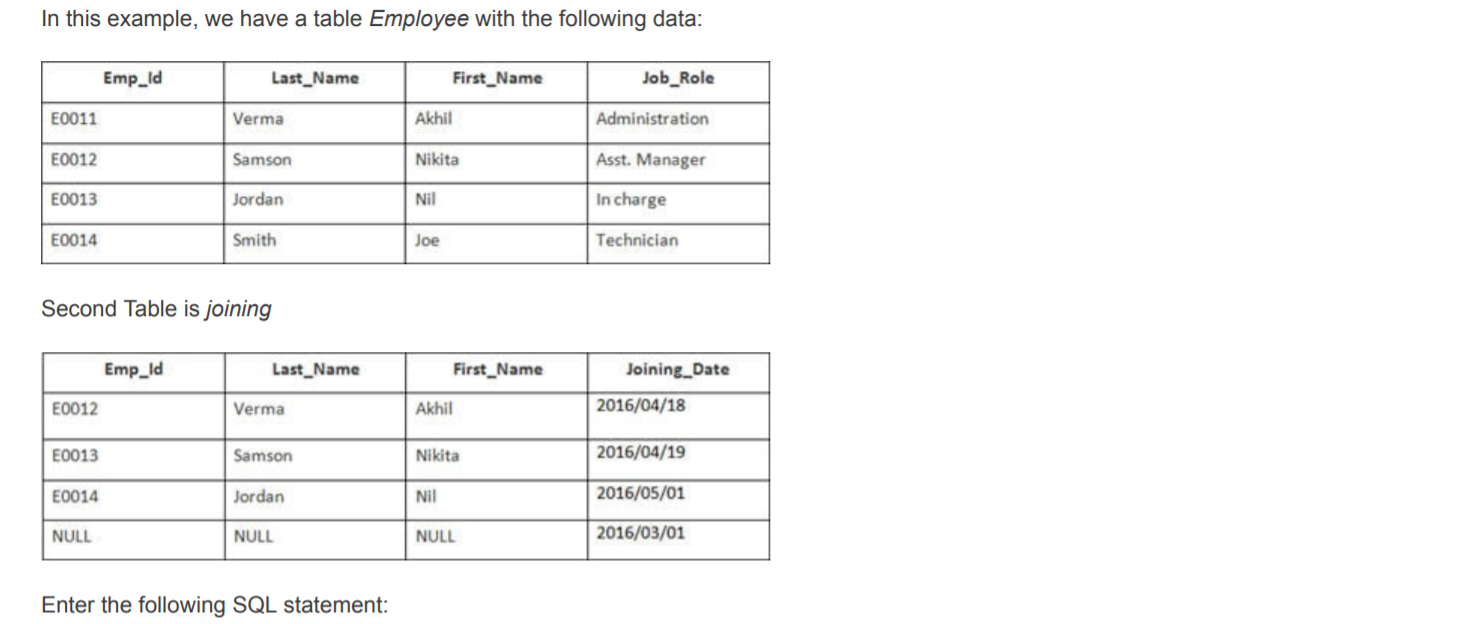 In this example, we have a table Employee with the following data:
Emp_Id Last_Name First_Name Job_Role
E0011 Verma Akhil Administration
E0012 Samson Nikita Asst. Manager
E0013 Jordan Nil In charge
E0014 Smith Joe Technician
Second Table is joining
Emp_Id Last_Name First_Name Joining_Date
E0012 Verma Akhil 2016/04/18
E0013 Samson Nikita 2016/04/19
E0014 Jordan Nil 2016/05/01
NULL NULL NULL 2016/03/01
Enter the following SQL statement: